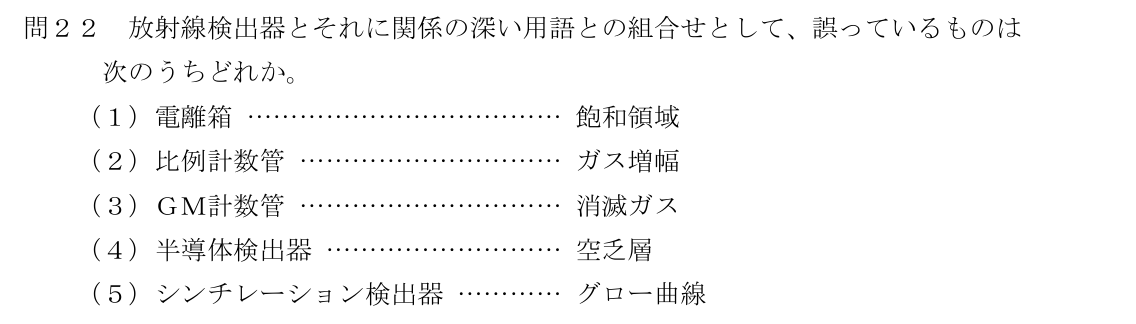 問２２　放射線検出器とそれに関係の深い用語との組合せとして、誤っているものは
次のうちどれか。
（１）電離箱 ……………………………… 飽和領域
（２）比例計数管 ………………………… ガス増幅
（３）ＧＭ計数管 ………………………… 消滅ガス
（４）半導体検出器 ……………………… 空乏層
（５）シンチレーション検出器 ………… グロー曲線